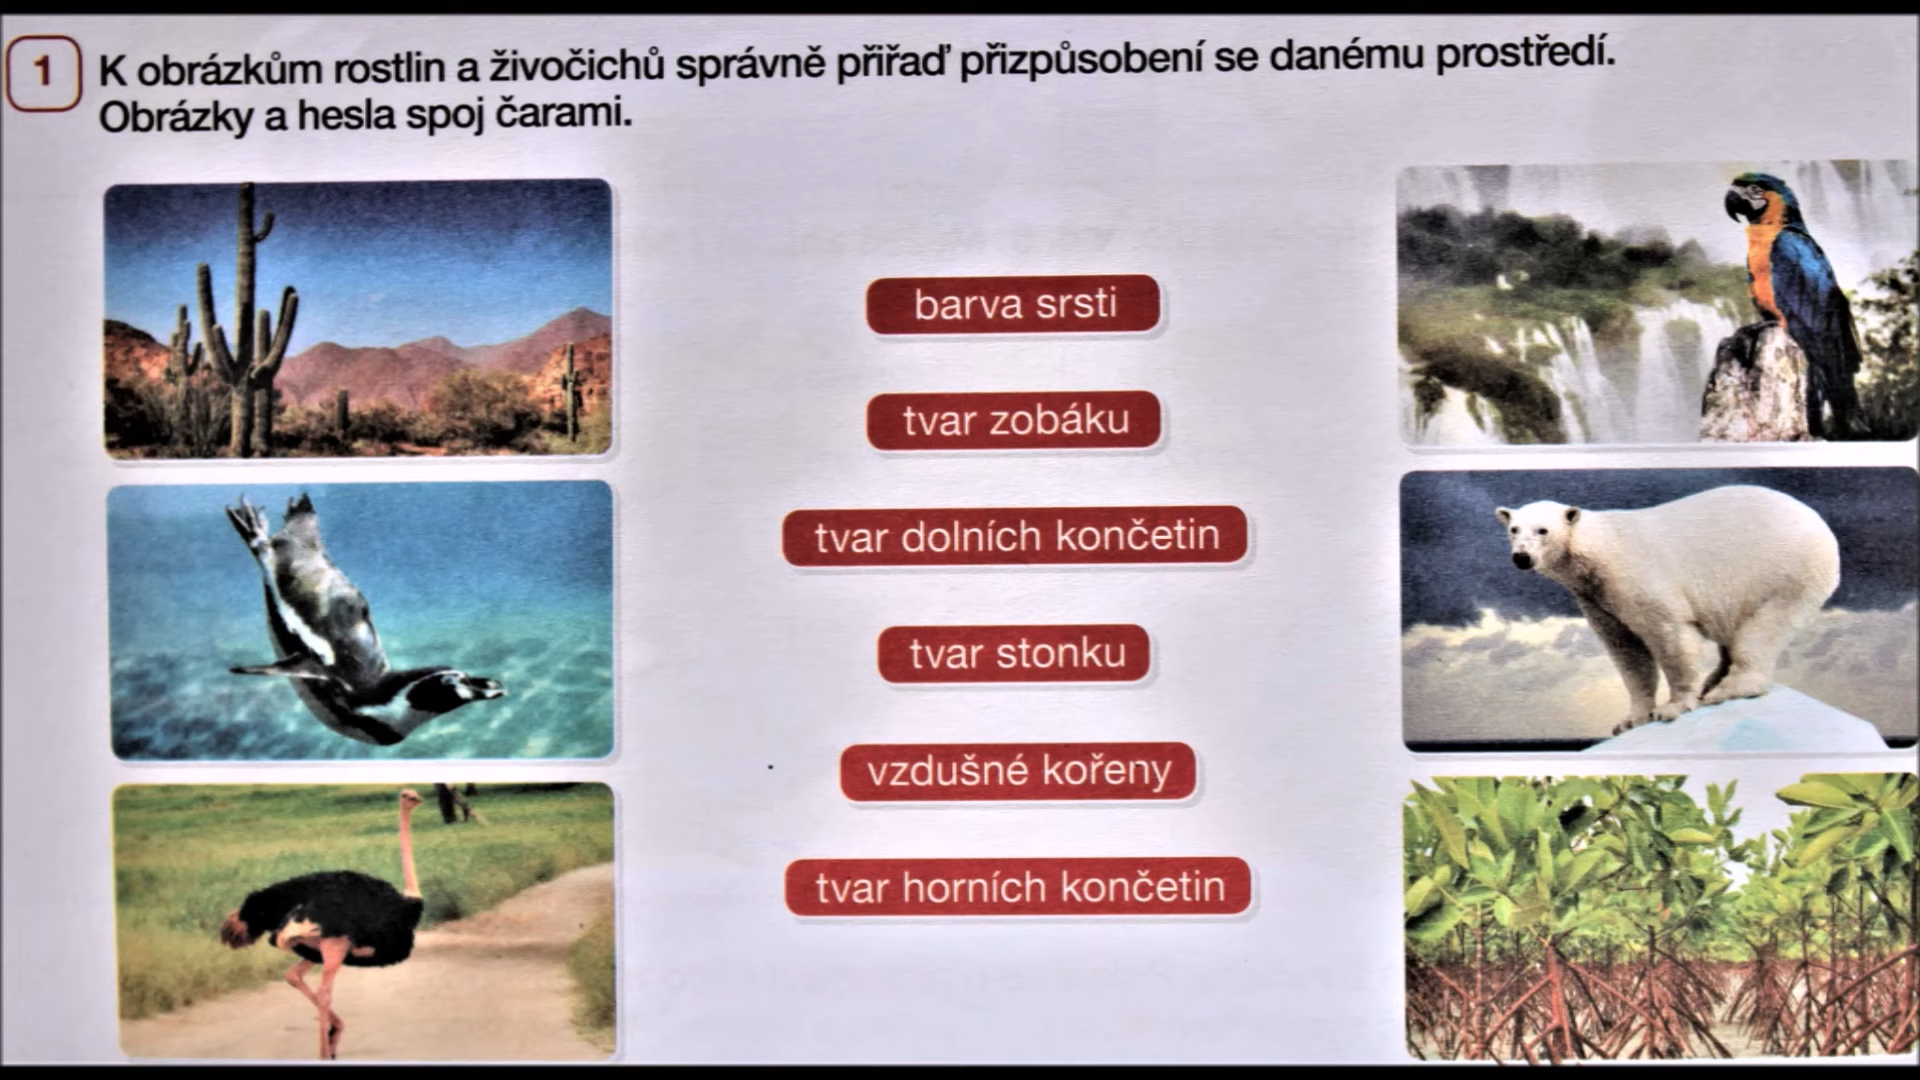 1 K obrázkům rostlin a živočichů správně přiřaď přizpůsobení se danému prostředí.
Obrázky a hesla spoj čarami.
barva srsti
tvar zobáku
tvar dolních končetin
tvar stonku
vzdušné kořeny
tvar horních končetin